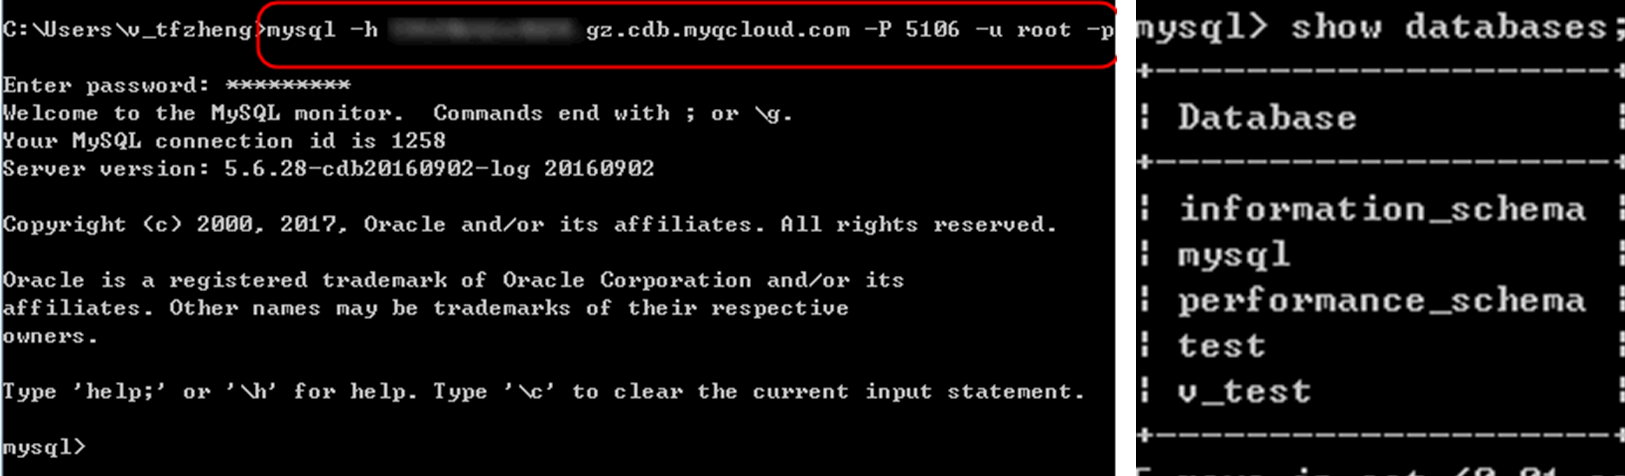 C:\Users\v_tfzheng>mysql -h gz.cdb.myqcloud.com -P 5106 -u root -p
Enter password: *********
Welcome to the MySQL monitor.  Commands end with ; or \g.
Your MySQL connection id is 1258
Server version: 5.6.28-cdb20160902-log 20160902
Copyright (c) 2000, 2017, Oracle and/or its affiliates. All rights reserved.
Oracle is a registered trademark of Oracle Corporation and/or its
affiliates. Other names may be trademarks of their respective
owners.
Type 'help;' or '\h' for help. Type '\c' to clear the current input statement.
mysql>
mysql> show databases;
Database
information_schema
mysql
performance_schema
test
v_test